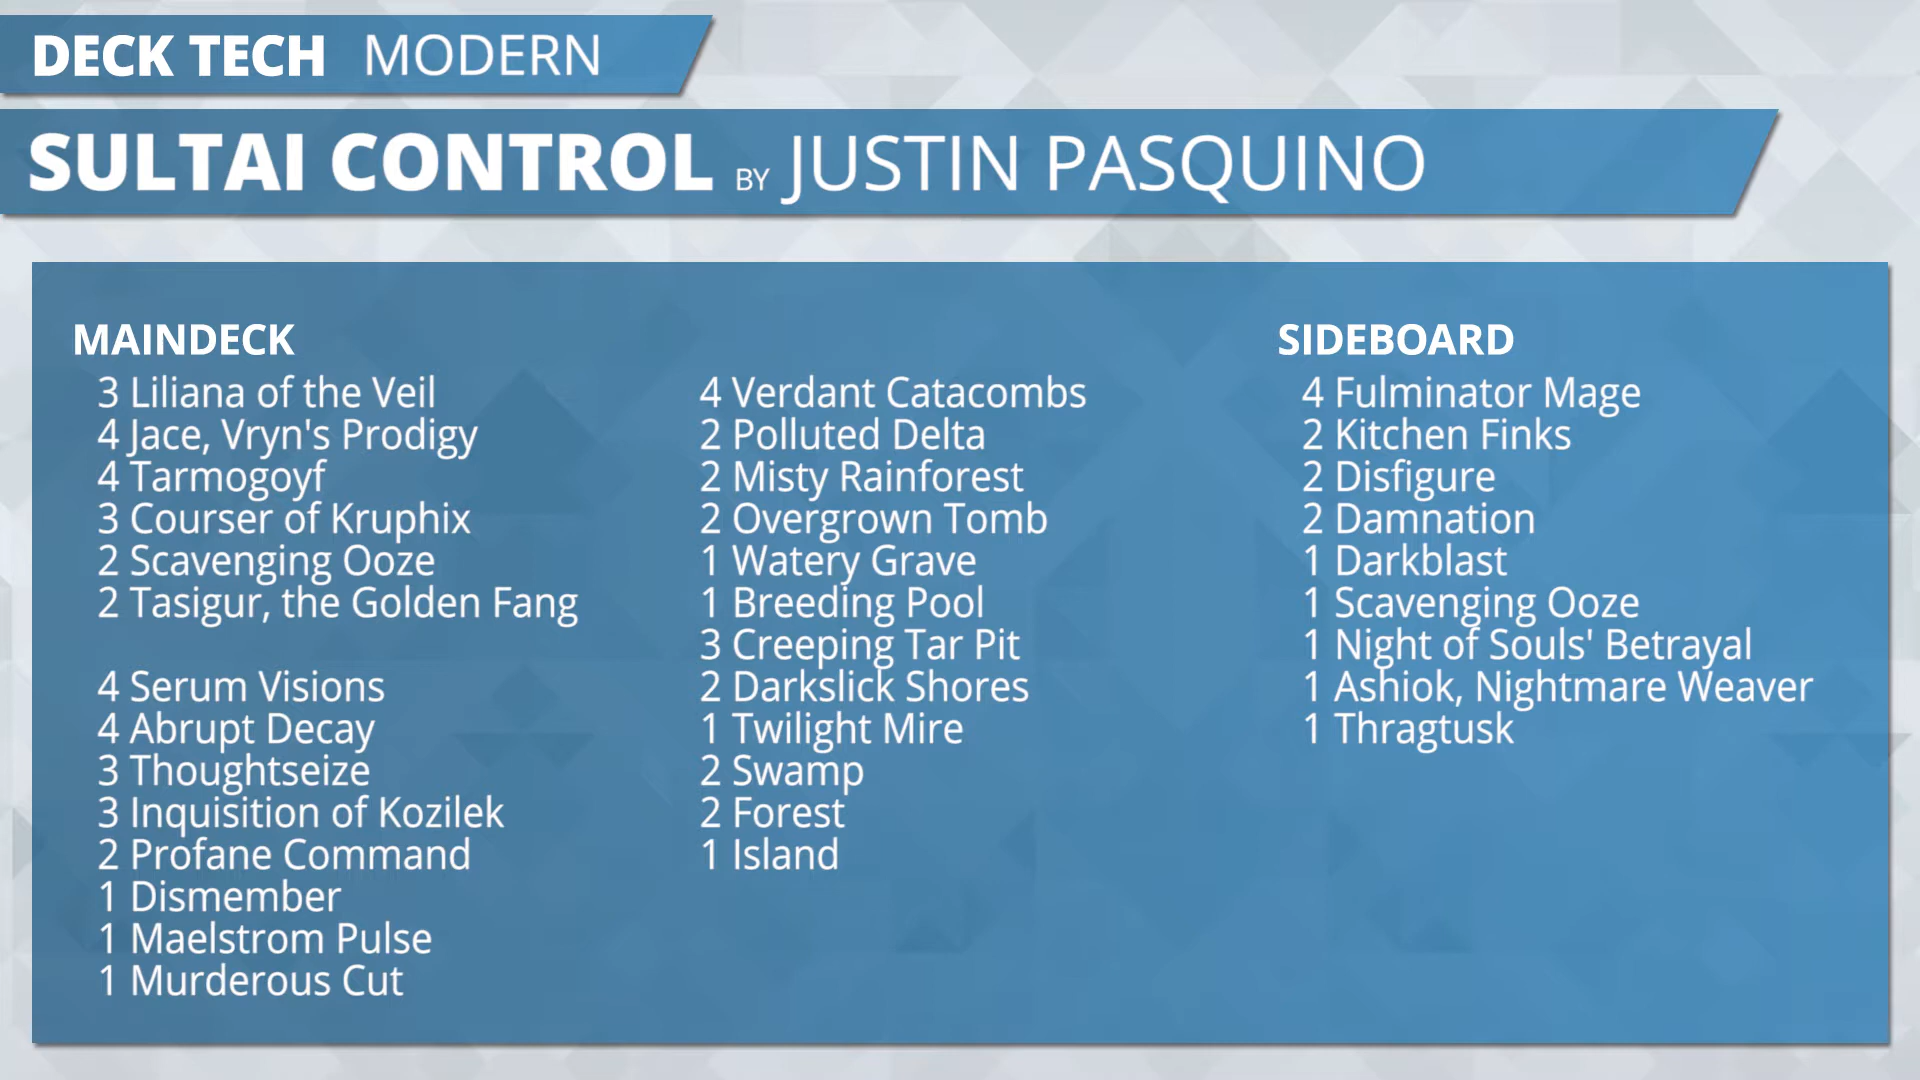 DECK TECH MODERN
SULTAI CONTROL BY JUSTIN PASQUINO
MAINDECK
3 Liliana of the Veil
4 Jace, Vryn's Prodigy
4 Tarmogoyf
3 Courser of Kruphix
2 Scavenging Ooze
2 Tasigur, the Golden Fang
4 Serum Visions
4 Abrupt Decay
3 Thoughtseize
3 Inquisition of Kozilek
2 Profane Command
1 Dismember
1 Maelstrom Pulse
1 Murderous Cut
4 Verdant Catacombs
2 Polluted Delta
2 Misty Rainforest
2 Overgrown Tomb
1 Watery Grave
1 Breeding Pool
3 Creeping Tar Pit
2 Darkslick Shores
1 Twilight Mire
2 Swamp
2 Forest
1 Island
SIDEBOARD
4 Fulminator Mage
2 Kitchen Finks
2 Disfigure
2 Damnation
1 Darkblast
1 Scavenging Ooze
1 Night of Souls' Betrayal
1 Ashiok, Nightmare Weaver
1 Thragtusk